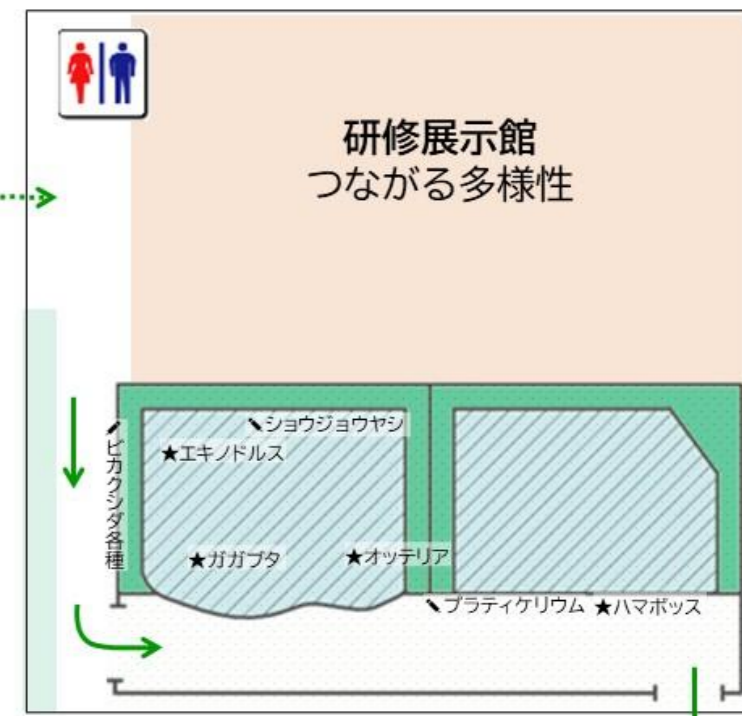 研修展示館
つながる多様性
ショウジョウヤシ
★エキノドルス
ビカクシダ各種
★ガガブタ
★オッテリア
プラティケリウム
★ハマボッス